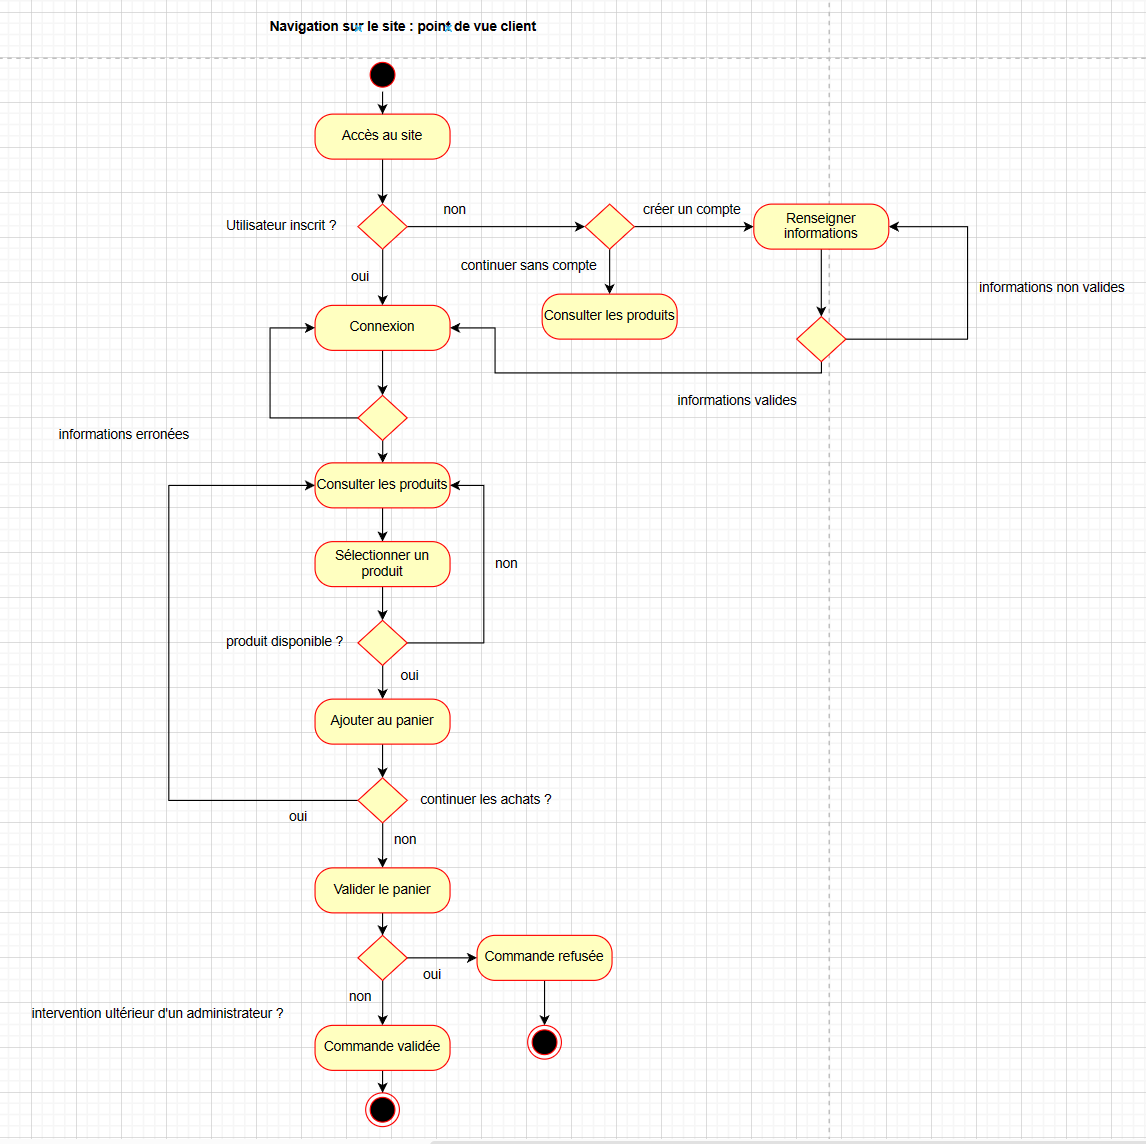 Navigation sur le site : point de vue client
Accès au site
Utilisateur inscrit ?
non
créer un compte
Renseigner
informations
continuer sans compte
oui
informations non valides
Consulter les produits
Connexion
informations valides
informations erronées
Consulter les produits
Sélectionner un
produit
non
produit disponible ?
oui
Ajouter au panier
continuer les achats ?
oui
non
Valider le panier
Commande refusée
oui
non
intervention ultérieur d'un administrateur ?
Commande validée